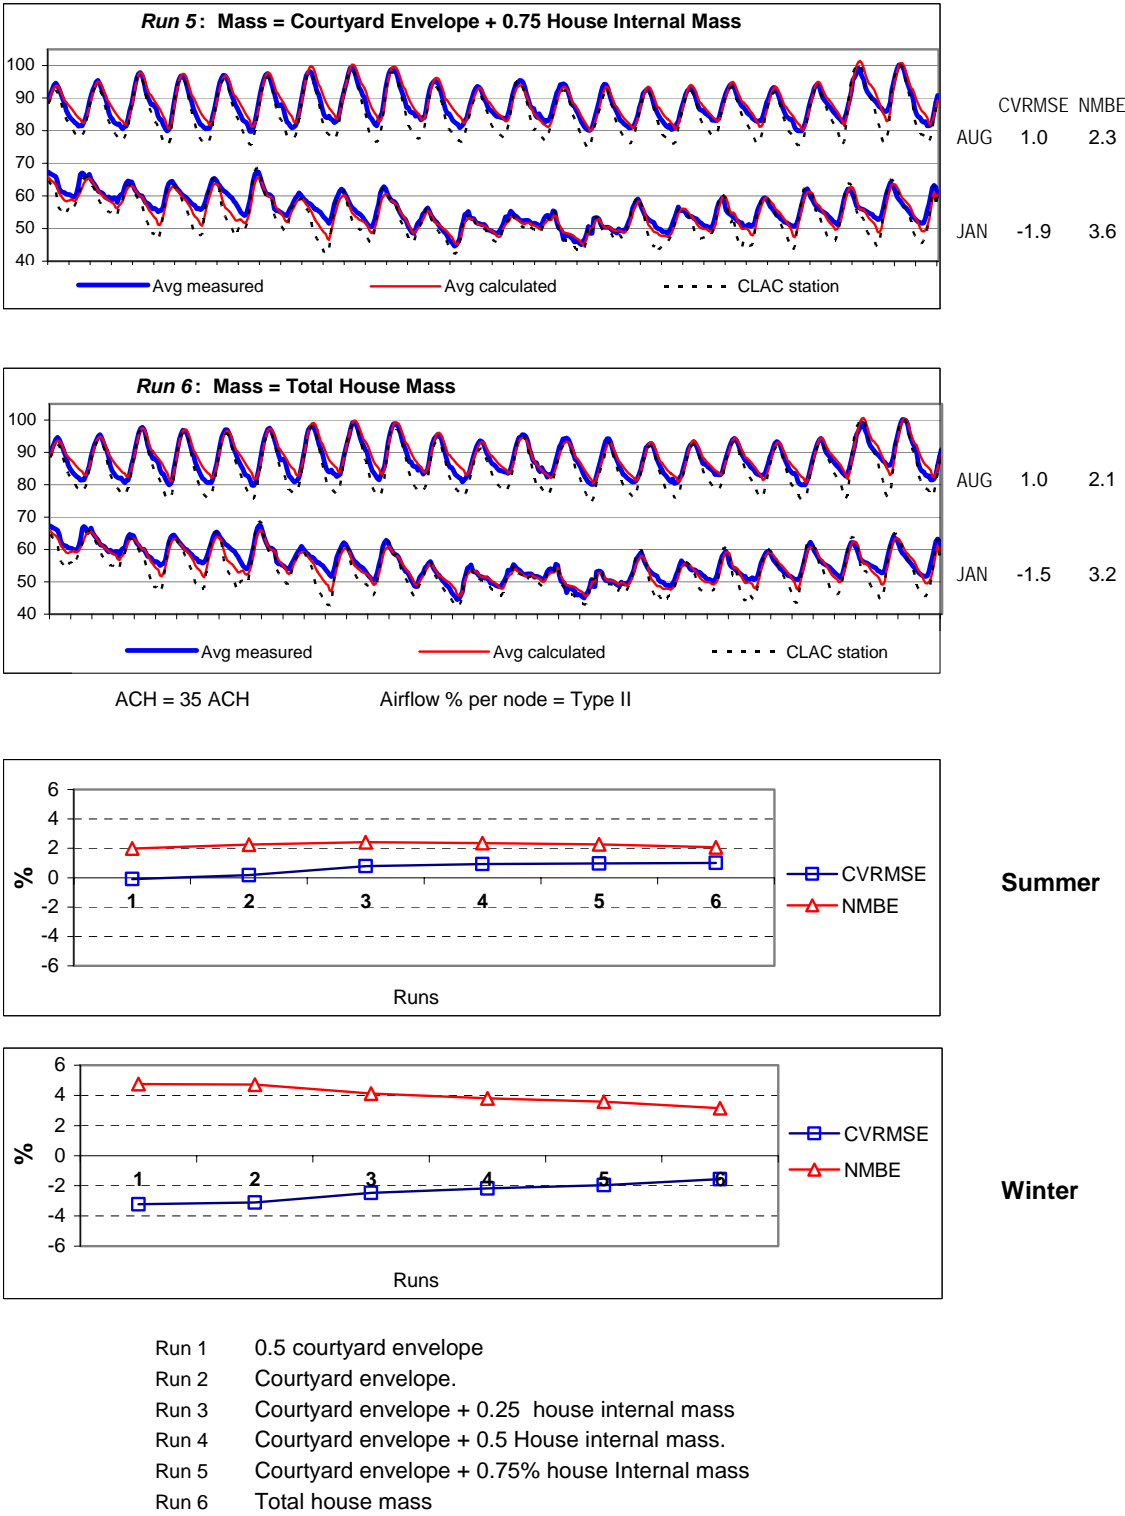 Run 5: Mass = Courtyard Envelope + 0.75 House Internal Mass
100
90
80
70
60
50
40
Avg measured Avg calculated CLAC station
CVRMSE NMBE
AUG 1.0 2.3
JAN -1.9 3.6
Run 6: Mass = Total House Mass
100
90
80
70
60
50
40
Avg measured Avg calculated CLAC station
AUG 1.0 2.1
JAN -1.5 3.2
ACH = 35 ACH Airflow % per node = Type II
6
4
2
0
-2
-4
-6
%
1 2 3 4 5 6
Runs
CVRMSE
NMBE
Summer
6
4
2
0
-2
-4
-6
%
1 2 3 4 5 6
Runs
CVRMSE
NMBE
Winter
Run 1 0.5 courtyard envelope
Run 2 Courtyard envelope.
Run 3 Courtyard envelope + 0.25 house internal mass
Run 4 Courtyard envelope + 0.5 House internal mass.
Run 5 Courtyard envelope + 0.75% house Internal mass
Run 6 Total house mass